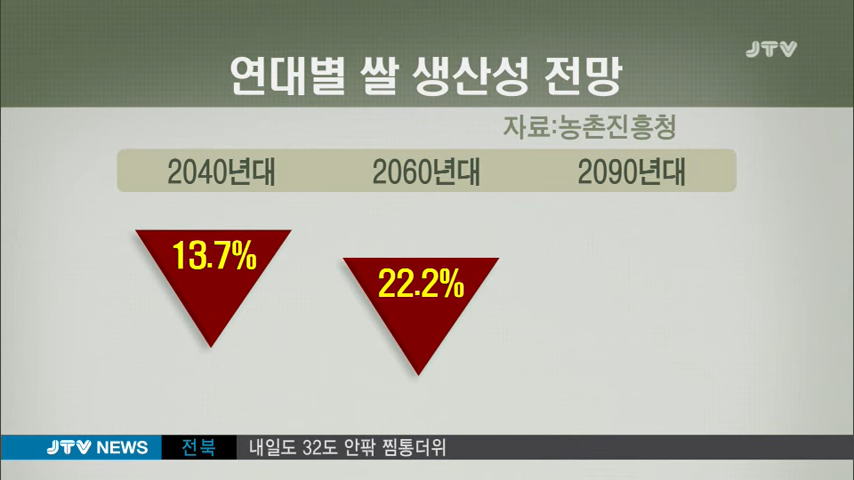 연대별 쌀 생산성 전망
JTV
자료:농촌진흥청
2040년대 2060년대 2090년대
13.7%
22.2%
JTV NEWS 전북 내일도 32도 안팎 찜통더위